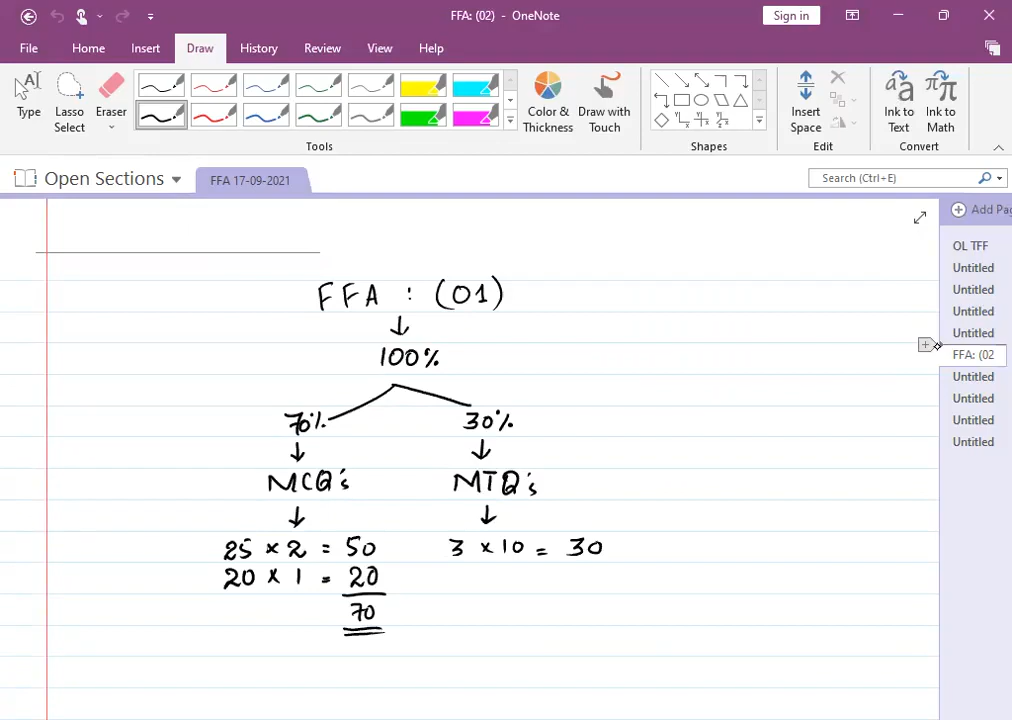 FFA: (02) - OneNote
Sign in
File Home Insert Draw History Review View Help
Type
Lasso Select
Eraser
Color & Thickness
Draw with Touch
Insert Space
Ink to Text
Ink to Math
Tools
Shapes
Edit
Convert
Open Sections
FFA 17-09-2021
Search (Ctrl+E)
Add Pag
OL TFF
Untitled
Untitled
Untitled
Untitled
FFA: (02
Untitled
Untitled
Untitled
Untitled
FFA : (01)
↓
100%
70% 30%
↓ ↓
MCQ's MTQ's
↓ ↓
25 × 2 = 50 3 × 10 = 30
20 × 1 = 20
70